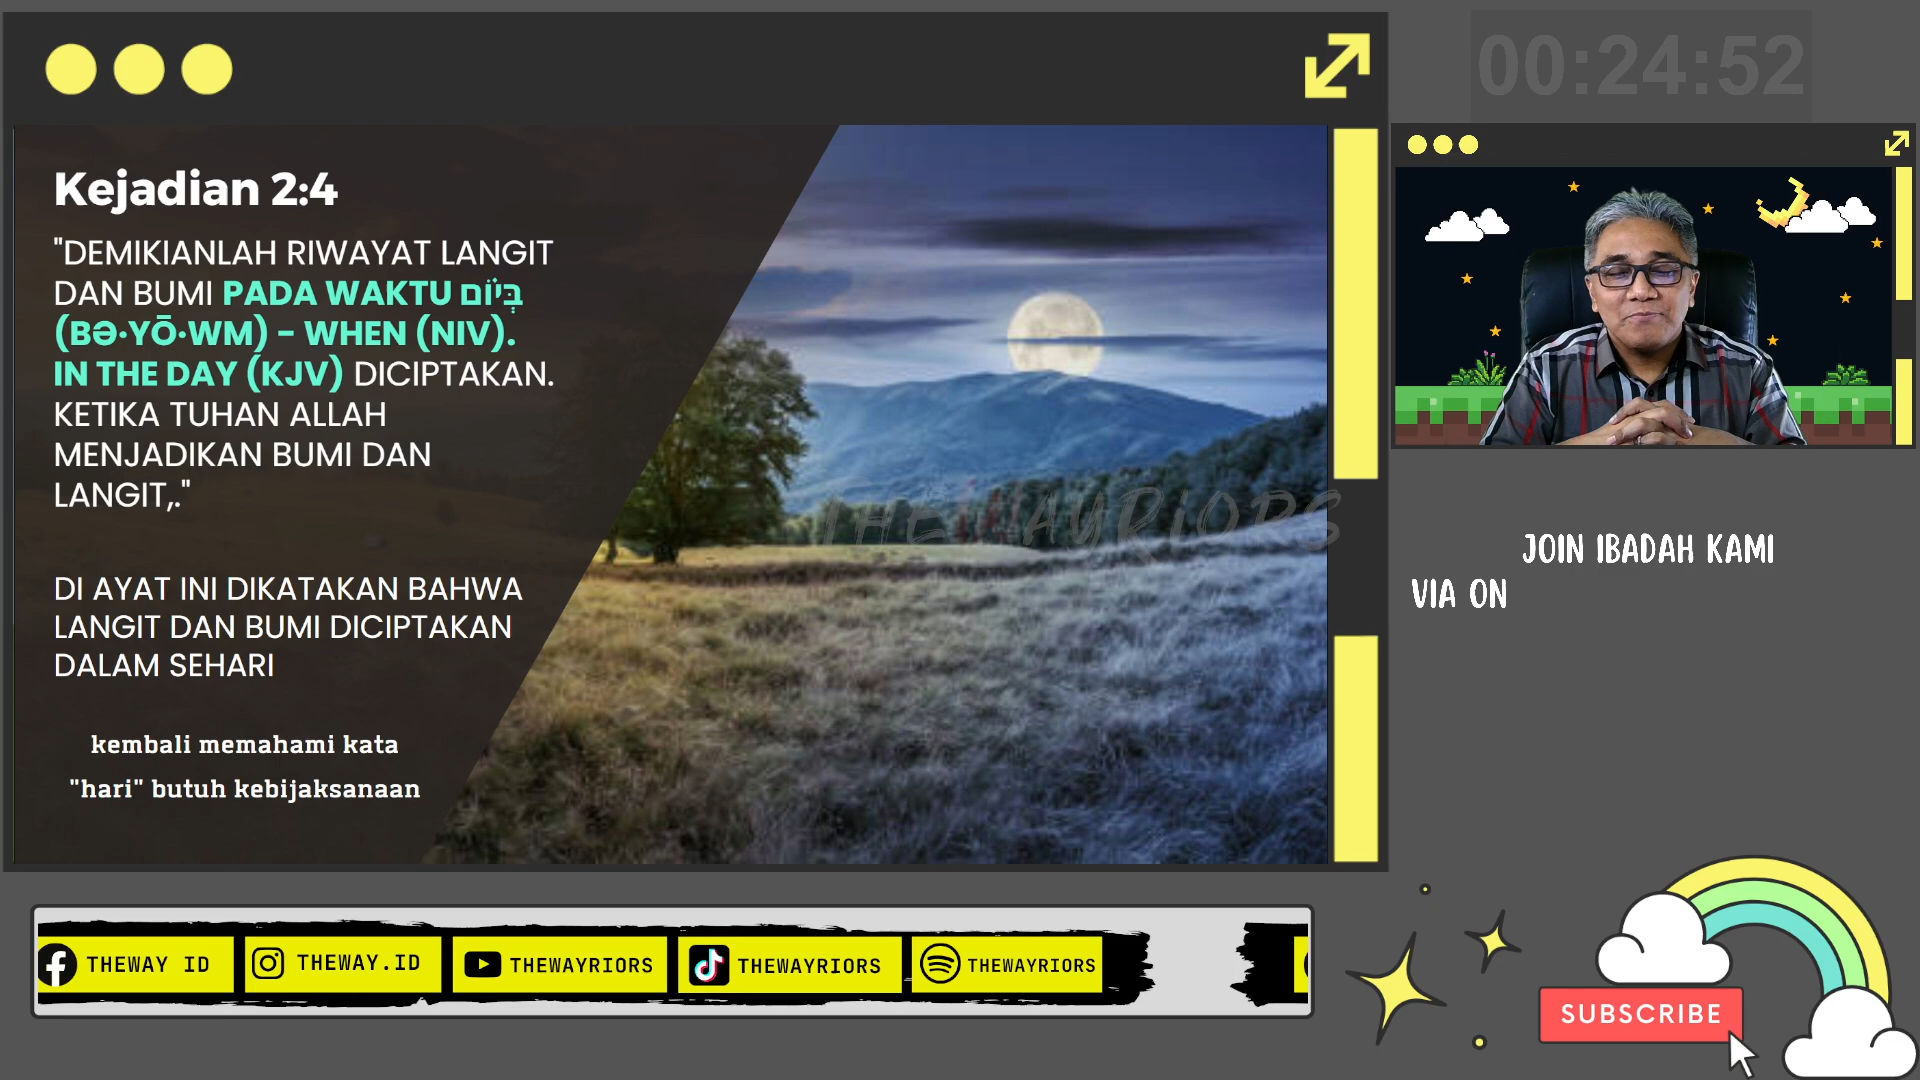 00:24:52
Kejadian 2:4
"DEMIKIANLAH RIWAYAT LANGIT
DAN BUMI PADA WAKTU בְּי֗וֹם
(BƏ·YŌ·WM) - WHEN (NIV).
IN THE DAY (KJV) DICIPTAKAN.
KETIKA TUHAN ALLAH
MENJADIKAN BUMI DAN
LANGIT,."
DI AYAT INI DIKATAKAN BAHWA
LANGIT DAN BUMI DICIPTAKAN
DALAM SEHARI
kembali memahami kata
"hari" butuh kebijaksanaan
THEWAYRIORS
JOIN IBADAH KAMI
VIA ON
THEWAY ID
THEWAY.ID
THEWAYRIORS
THEWAYRIORS
THEWAYRIORS
SUBSCRIBE